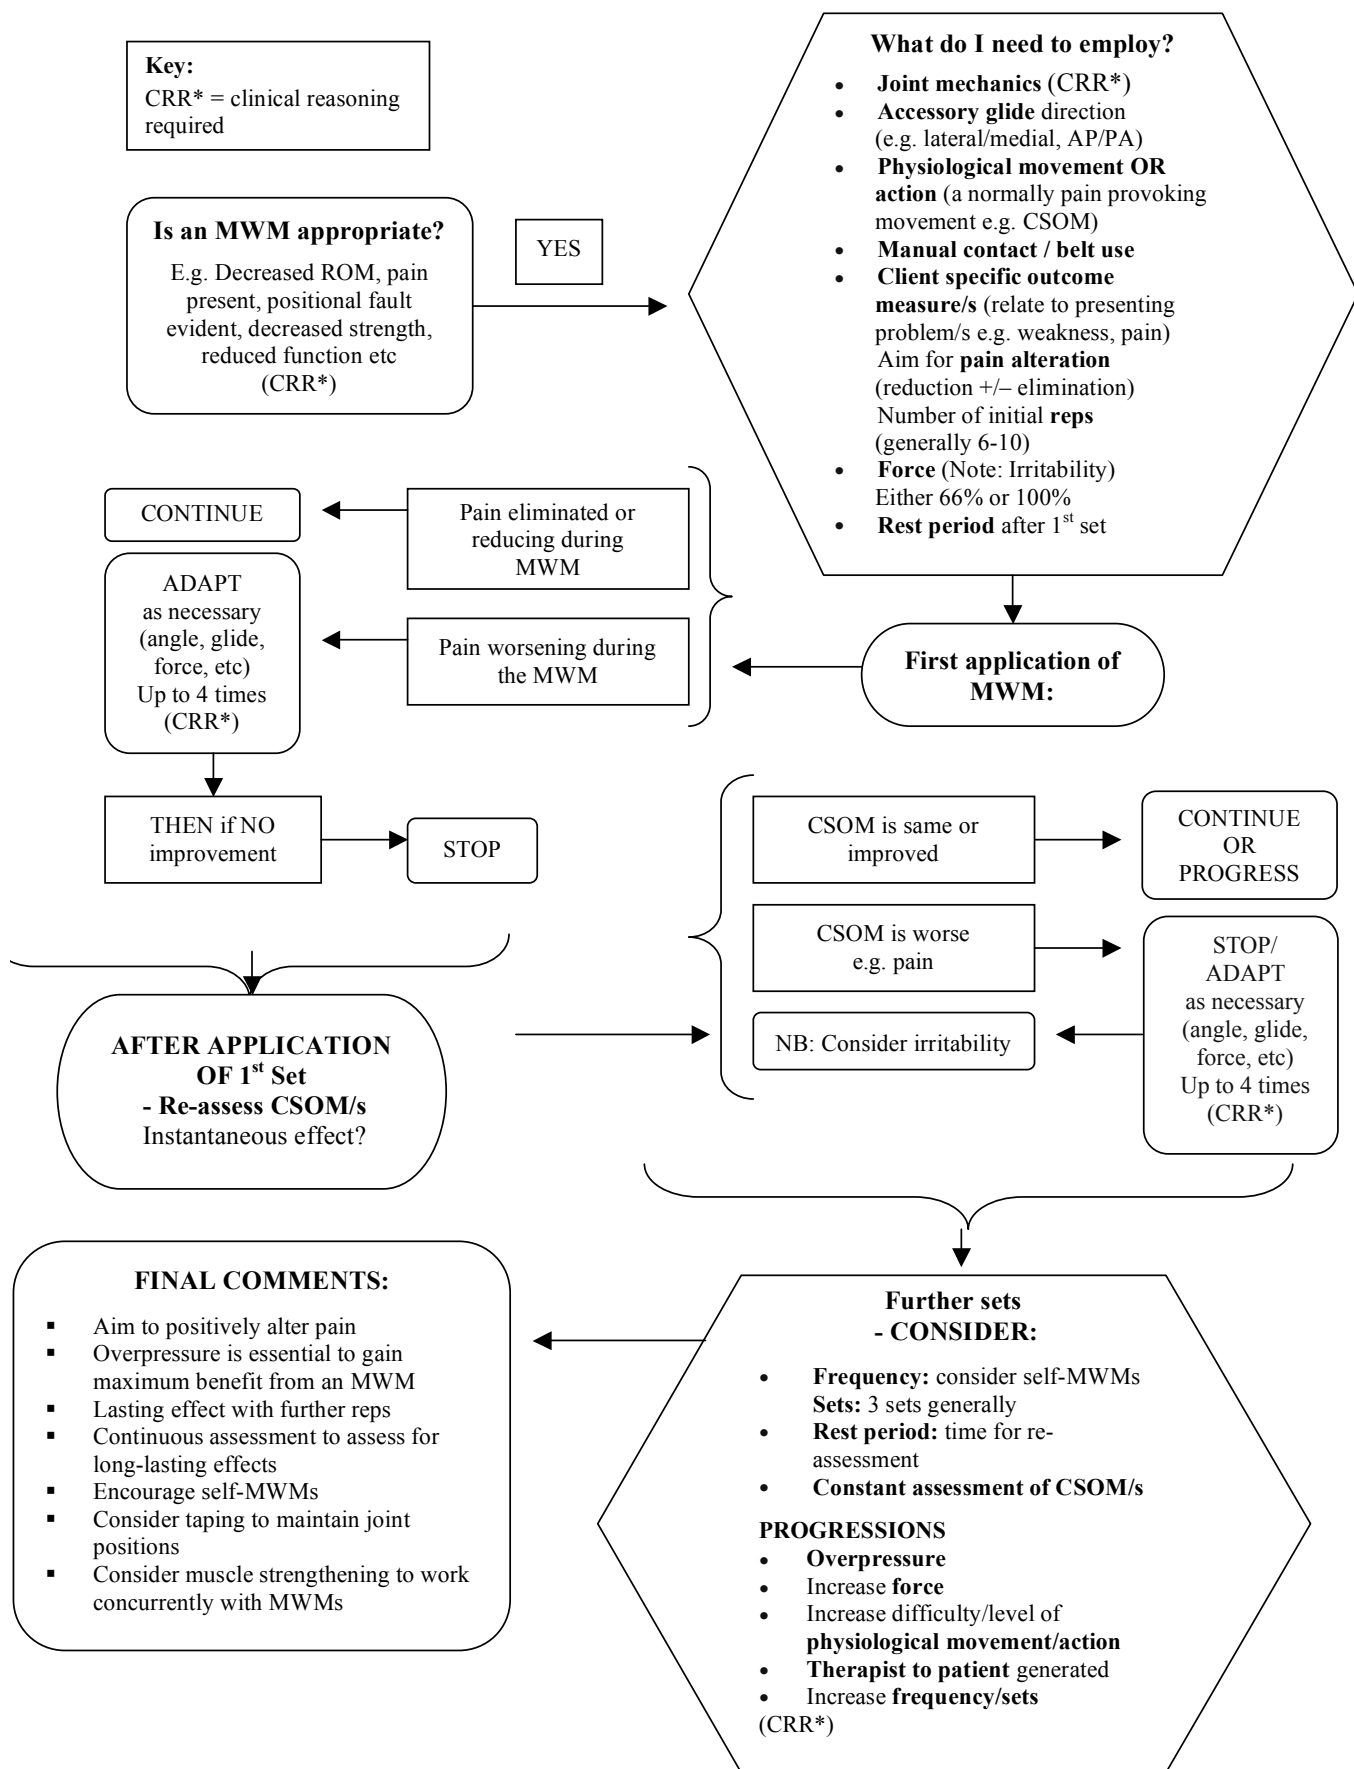 Key:
CRR* = clinical reasoning
required
Is an MWM appropriate?
E.g. Decreased ROM, pain
present, positional fault
evident, decreased strength,
reduced function etc
(CRR*)
YES
What do I need to employ?
• Joint mechanics (CRR*)
• Accessory glide direction
(e.g. lateral/medial, AP/PA)
• Physiological movement OR
action (a normally pain provoking
movement e.g. CSOM)
• Manual contact / belt use
• Client specific outcome
measure/s (relate to presenting
problem/s e.g. weakness, pain)
Aim for pain alteration
(reduction +/– elimination)
Number of initial reps
(generally 6-10)
• Force (Note: Irritability)
Either 66% or 100%
• Rest period after 1st set
First application of
MWM:
Pain eliminated or
reducing during
MWM
CONTINUE
Pain worsening during
the MWM
ADAPT
as necessary
(angle, glide,
force, etc)
Up to 4 times
(CRR*)
THEN if NO
improvement
STOP
AFTER APPLICATION
OF 1st Set
- Re-assess CSOM/s
Instantaneous effect?
CSOM is same or
improved
CONTINUE
OR
PROGRESS
CSOM is worse
e.g. pain
STOP/
ADAPT
as necessary
(angle, glide,
force, etc)
Up to 4 times
(CRR*)
NB: Consider irritability
Further sets
- CONSIDER:
• Frequency: consider self-MWMs
Sets: 3 sets generally
• Rest period: time for re-
assessment
• Constant assessment of CSOM/s
PROGRESSIONS
• Overpressure
• Increase force
• Increase difficulty/level of
physiological movement/action
• Therapist to patient generated
• Increase frequency/sets
(CRR*)
FINAL COMMENTS:
▪ Aim to positively alter pain
▪ Overpressure is essential to gain
maximum benefit from an MWM
▪ Lasting effect with further reps
▪ Continuous assessment to assess for
long-lasting effects
▪ Encourage self-MWMs
▪ Consider taping to maintain joint
positions
▪ Consider muscle strengthening to work
concurrently with MWMs